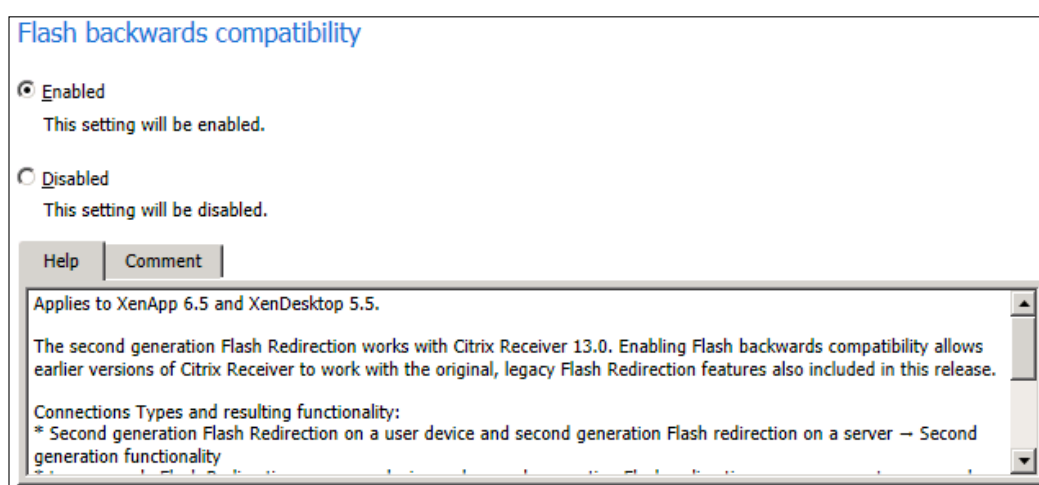 Flash backwards compatibility
Enabled
This setting will be enabled.
Disabled
This setting will be disabled.
Help Comment
Applies to XenApp 6.5 and XenDesktop 5.5.
The second generation Flash Redirection works with Citrix Receiver 13.0. Enabling Flash backwards compatibility allows
earlier versions of Citrix Receiver to work with the original, legacy Flash Redirection features also included in this release.
Connections Types and resulting functionality:
* Second generation Flash Redirection on a user device and second generation Flash redirection on a server → Second
generation functionality